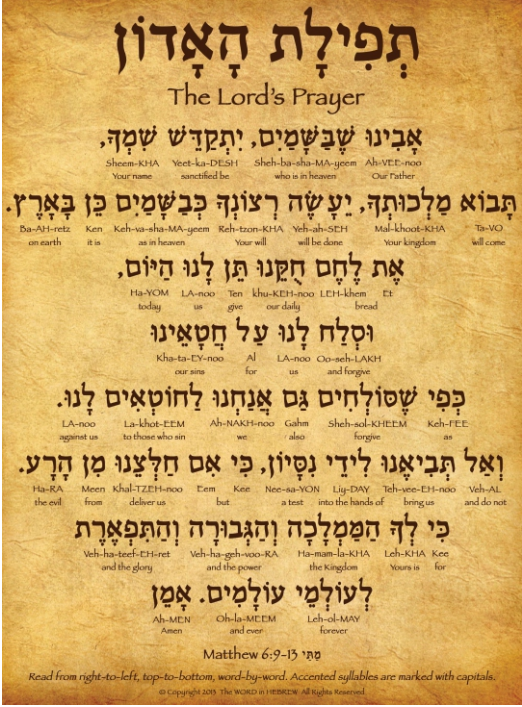 תְפִילָת הָאָדוֹן
The Lord's Prayer
אָבִינוּ שֶׁבַּשָּׁמַיִם, יִתְקַדֵּשׁ שִׁמְךָ,
Sheem-KHA Yeet-ka-DESH Sheh-ba-sha-MA-yeem Ah-VEE-noo
Your name sanctified be who is in heaven Our Father
תָּבוֹא מַלְכוּתְךָ, יֵעָשֶׂה רְצוֹנְךָ כְּבַשָּׁמַיִם כֵּן בָּאָרֶץ.
Ba-AH-retz Ken Keh-va-sha-MA-yeem Reh-tzon-KHA Yeh-ah-SEH Mal-khoot-KHA Ta-VO
on earth it is as in heaven Your will will be done Your kingdom will come
אֶת לֶחֶם חֻקֵּנוּ תֵּן לָנוּ הַיּוֹם,
Ha-YOM LA-noo Ten khu-KEH-noo LEH-khem Et
today us give our daily bread
וּסְלַח לָנוּ עַל חֲטָאֵינוּ
Kha-ta-EY-noo Al LA-noo Oo-seh-LAKH
our sins for us and forgive
כְּפִי שֶׁסּוֹלְחִים גַּם אֲנַחְנוּ לַחוֹטְאִים לָנוּ.
LA-noo La-khot-EEM Ah-NAKH-noo Gahm Sheh-sol-KHEEM Keh-FEE
against us to those who sin we also forgive as
וְאַל תְּבִיאֵנוּ לִידֵי נִסָּיוֹן, כִּי אִם חַלְּצֵנוּ מִן הָרָע.
Ha-RA Meen Khal-TZEH-noo Eem Kee Nee-sa-YON Liy-DAY Teh-vee-EH-noo Veh-AL
the evil from deliver us but a test into the hands of bring us and do not
כִּי לְךָ הַמַּמְלָכָה וְהַגְּבוּרָה וְהַתִּפְאֶרֶת
Veh-ha-teef-EH-ret Veh-ha-geh-voo-RA Ha-mam-la-KHA Leh-KHA Kee
and the glory and the power the Kingdom Yours is for
לְעוֹלְמֵי עוֹלָמִים. אָמֵן
Ah-MEN Oh-la-MEEM Leh-ol-MAY
Amen and ever forever
Matthew 6:9-13 מַתַּי
Read from right-to-left, top-to-bottom, word-by-word. Accented syllables are marked with capitals.
© Copyright 2013 The WORD in HEBREW All Rights Reserved